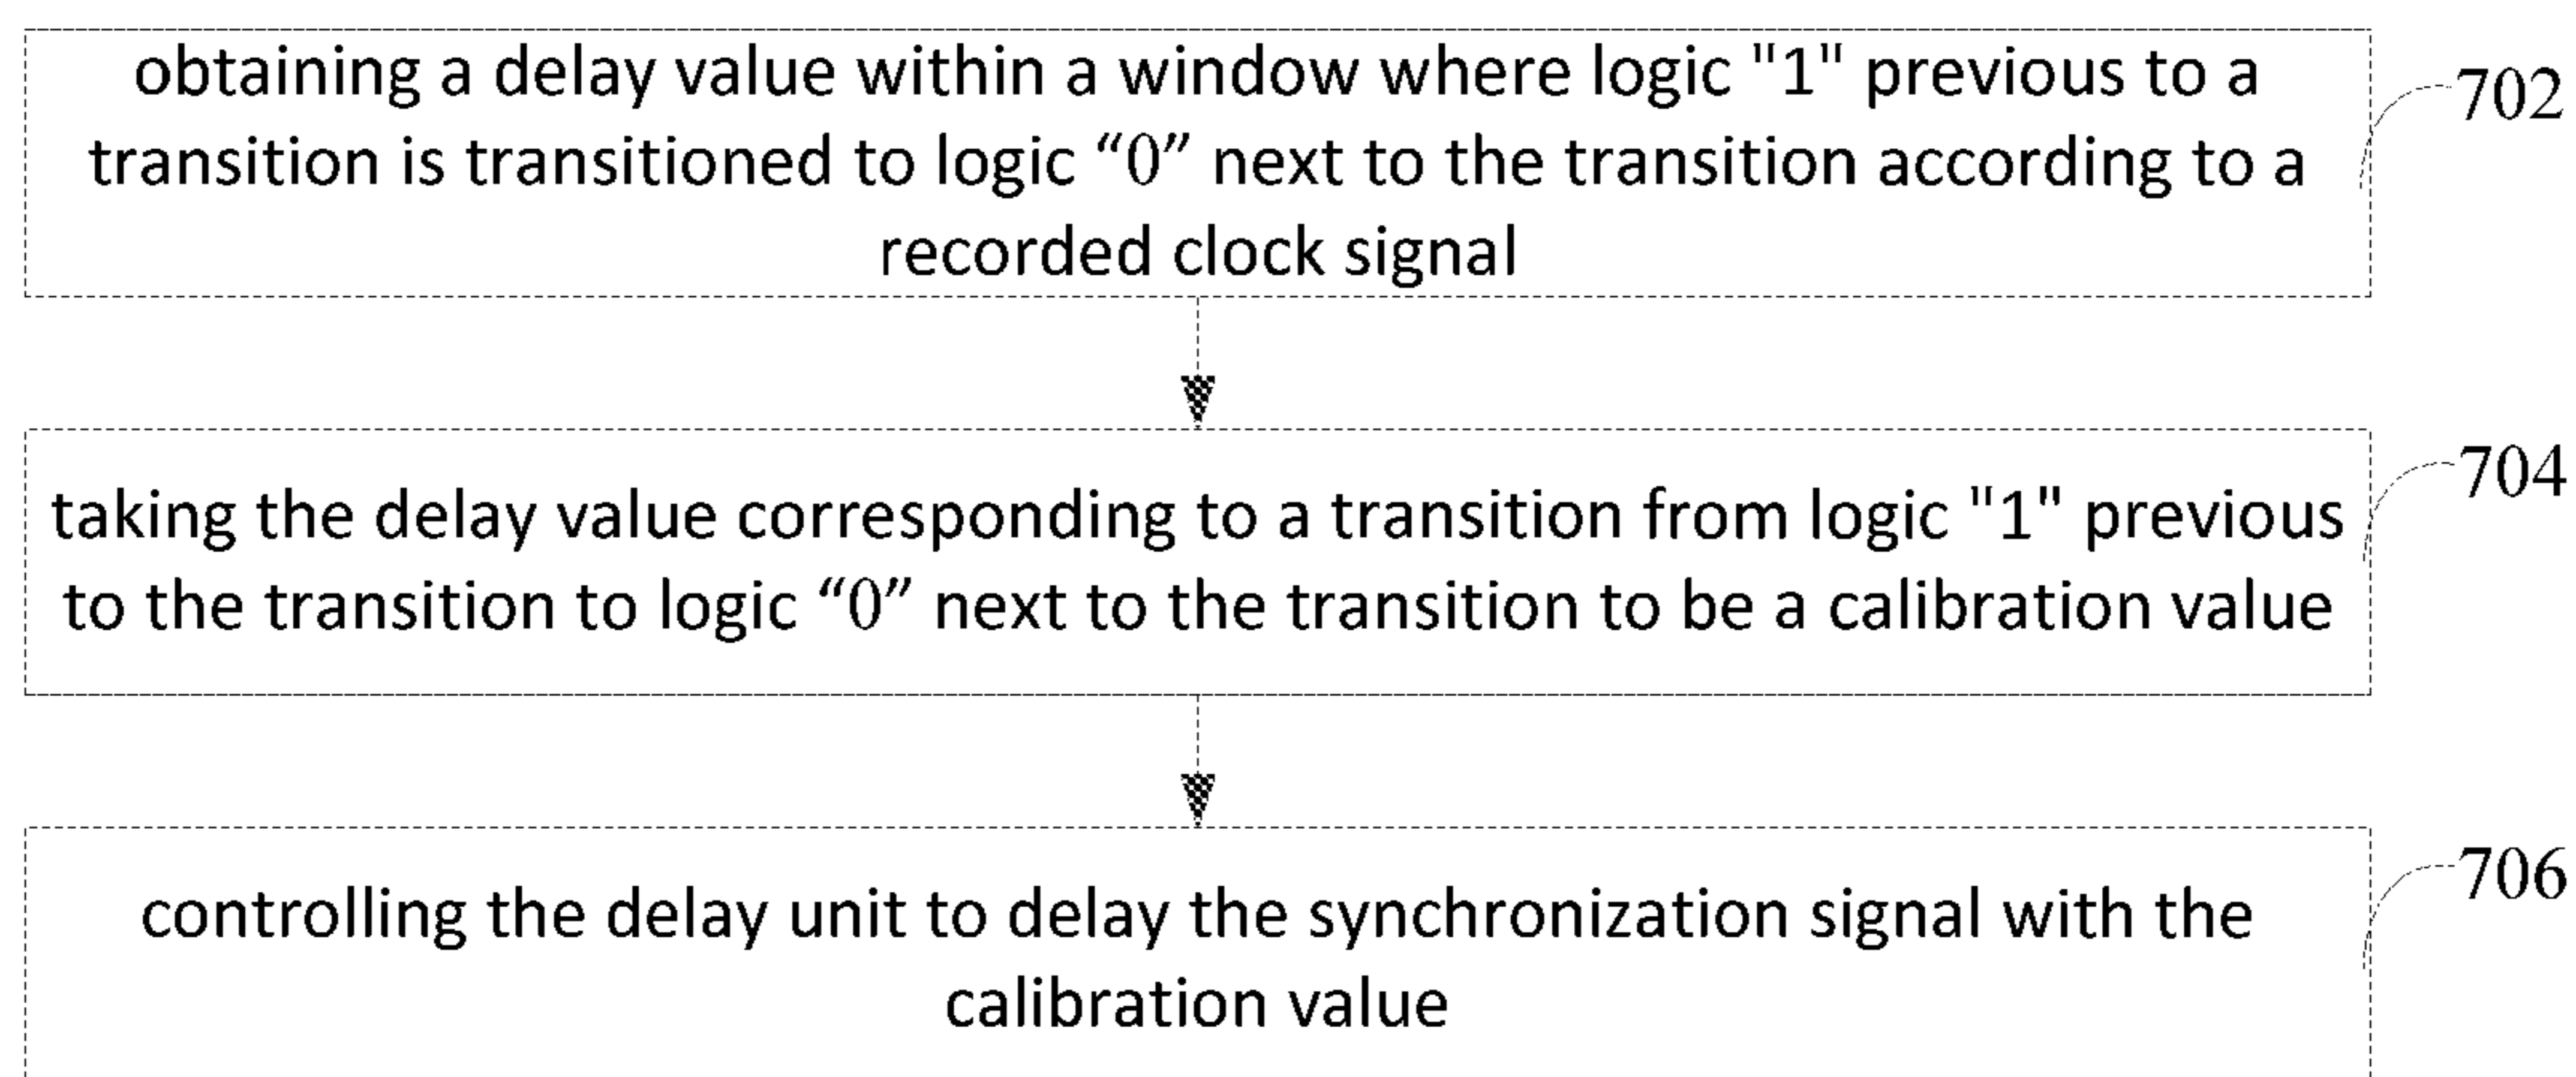 obtaining a delay value within a window where logic "1" previous to a
702
transition is transitioned to logic “0” next to the transition according to a
recorded clock signal
704
taking the delay value corresponding to a transition from logic "1" previous
to the transition to logic “0” next to the transition to be a calibration value
706
controlling the delay unit to delay the synchronization signal with the
calibration value